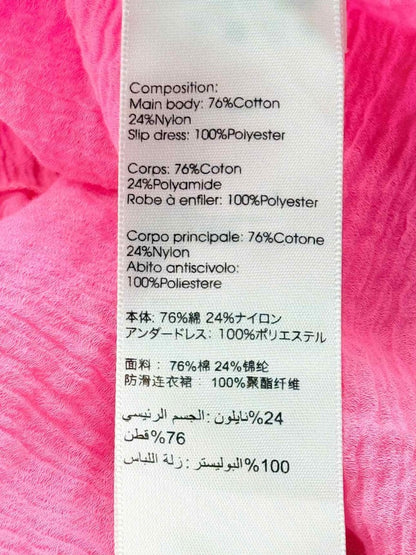 Composition:
Main body: 76%Cotton
24%Nylon
Slip dress: 100%Polyester
Corps: 76%Coton
24%Polyamide
Robe à enfiler: 100%Polyester
Corpo principale: 76%Cotone
24%Nylon
Abito antiscivolo:
100%Poliestere
本体: 76%綿 24%ナイロン
アンダードレス: 100%ポリエステル
面料： 76%棉 24%锦纶
防滑连衣裙： 100%聚酯纤维
24%نايلون :الجسم الرئيسي
76%قطن
100%البوليستر :زلة اللباس